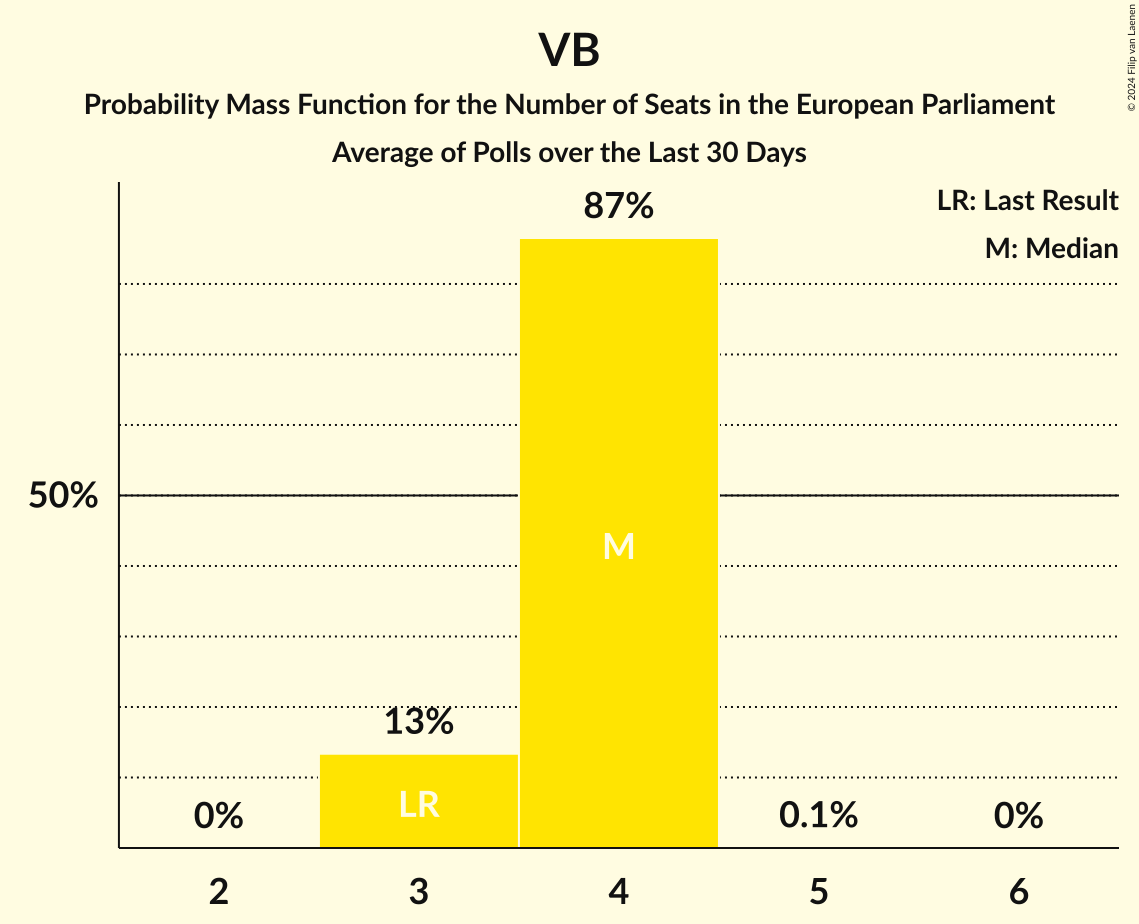 VB
Probability Mass Function for the Number of Seats in the European Parliament
Average of Polls over the Last 30 Days
© 2024 Filip van Laenen
LR: Last Result
M: Median
87%
50%
M
13%
LR
0%
0.1%
0%
2 3 4 5 6